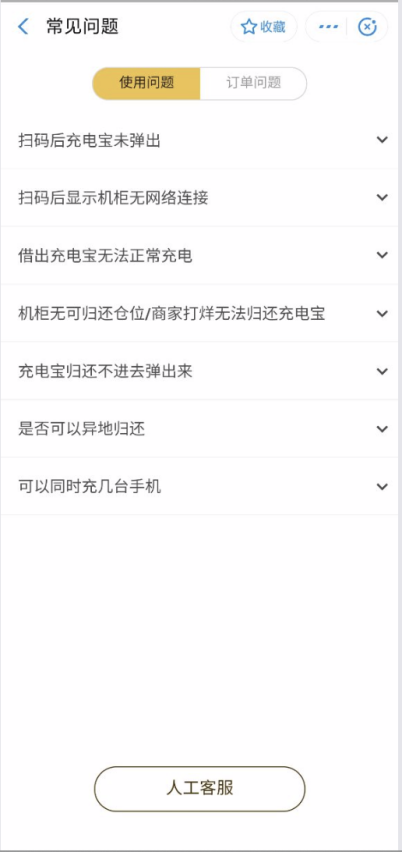 常见问题
收藏
使用问题
订单问题
扫码后充电宝未弹出
扫码后显示机柜无网络连接
借出充电宝无法正常充电
机柜无可归还仓位/商家打烊无法归还充电宝
充电宝归还不进去弹出来
是否可以异地归还
可以同时充几台手机
人工客服